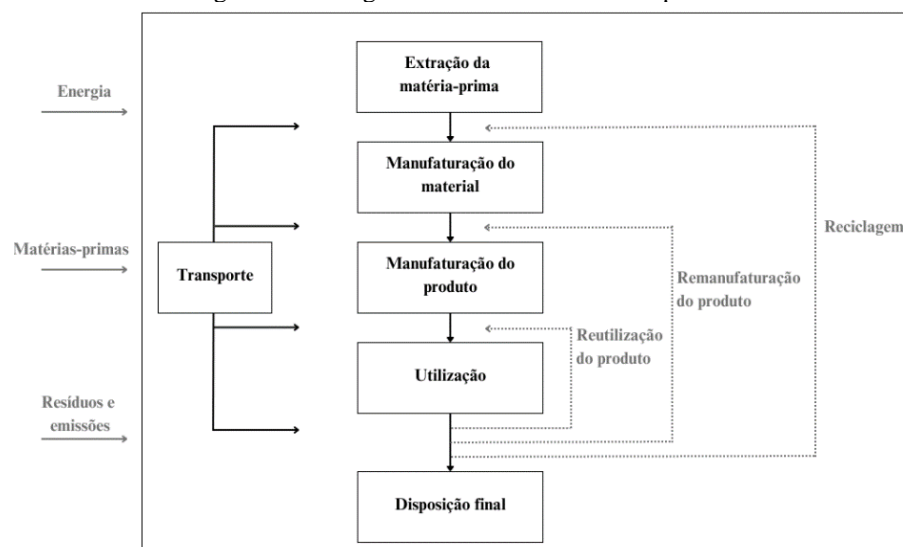 Extração da
matéria-prima
Energia
Manufaturação do
material
Reciclagem
Matérias-primas
Transporte
Manufaturação do
produto
Remanufaturação
do produto
Reutilização
do produto
Utilização
Resíduos e
emissões
Disposição final